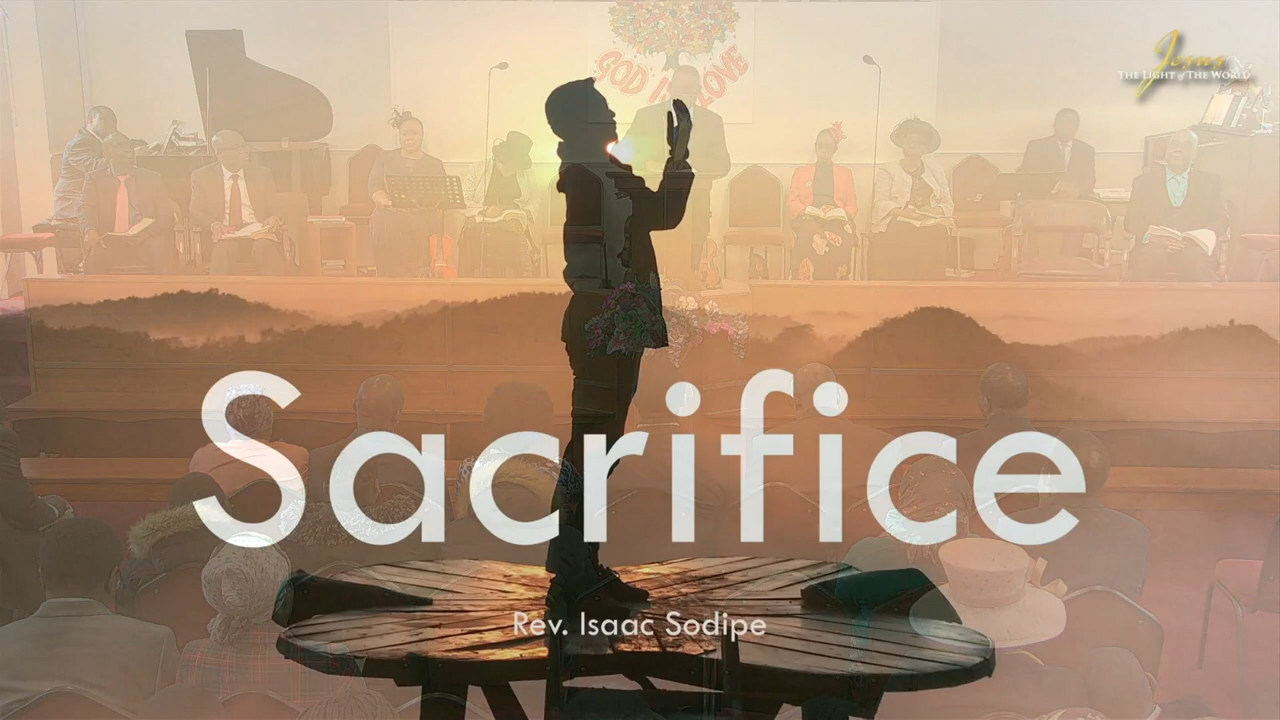 GOD IS LOVE
Jesus
THE LIGHT of THE WORLD
Sacrifice
Rev. Isaac Sodipe